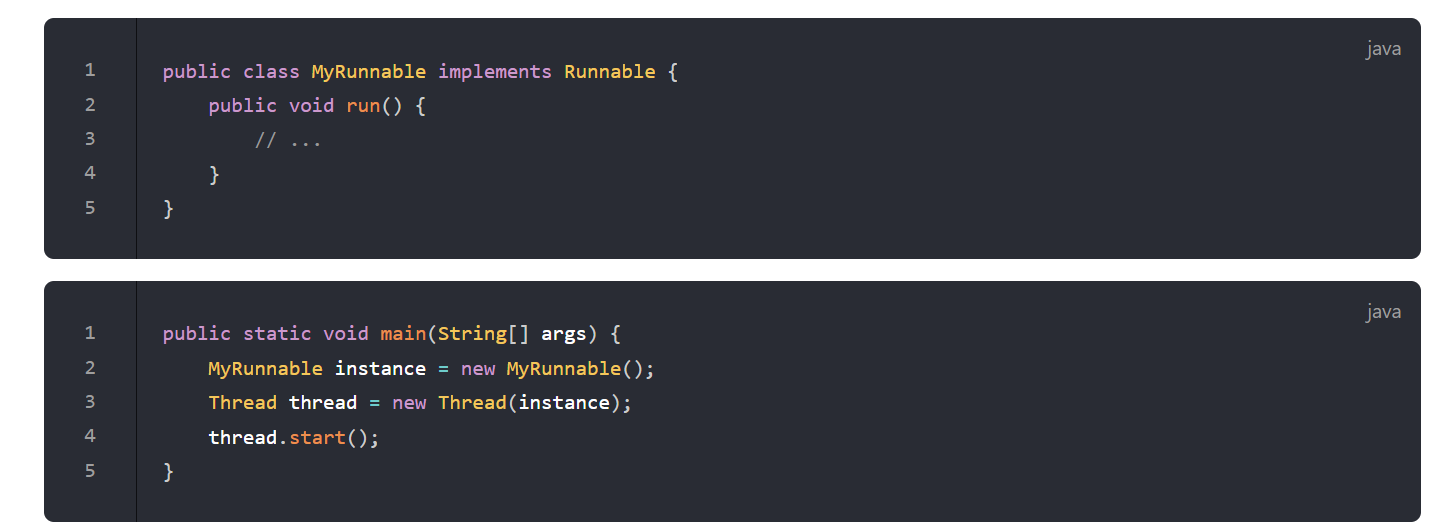 java
1 public class MyRunnable implements Runnable {
2     public void run() {
3         // ...
4     }
5 }
java
1 public static void main(String[] args) {
2     MyRunnable instance = new MyRunnable();
3     Thread thread = new Thread(instance);
4     thread.start();
5 }